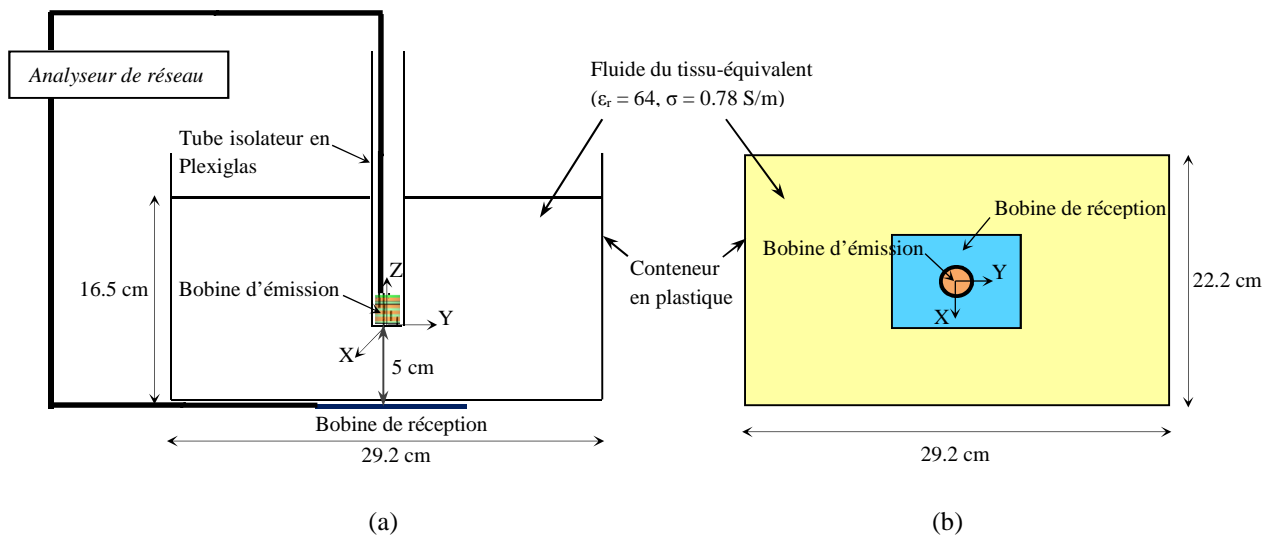 Analyseur de réseau
Tube isolateur en
Plexiglas
Fluide du tissu-équivalent
(εr = 64, σ = 0.78 S/m)
16.5 cm
Bobine d'émission
Z
Y
X
5 cm
Conteneur
en plastique
Bobine de réception
29.2 cm
Bobine de réception
Bobine d'émission
Y
X
22.2 cm
29.2 cm
(a)
(b)